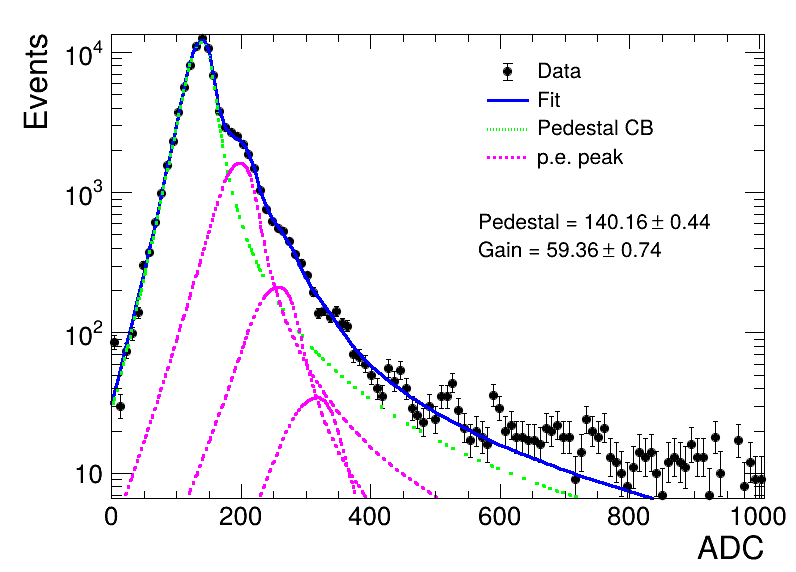 Events
10⁴
10³
10²
10
Data
Fit
Pedestal CB
p.e. peak
Pedestal = 140.16 ± 0.44
Gain = 59.36 ± 0.74
0 200 400 600 800 1000
ADC